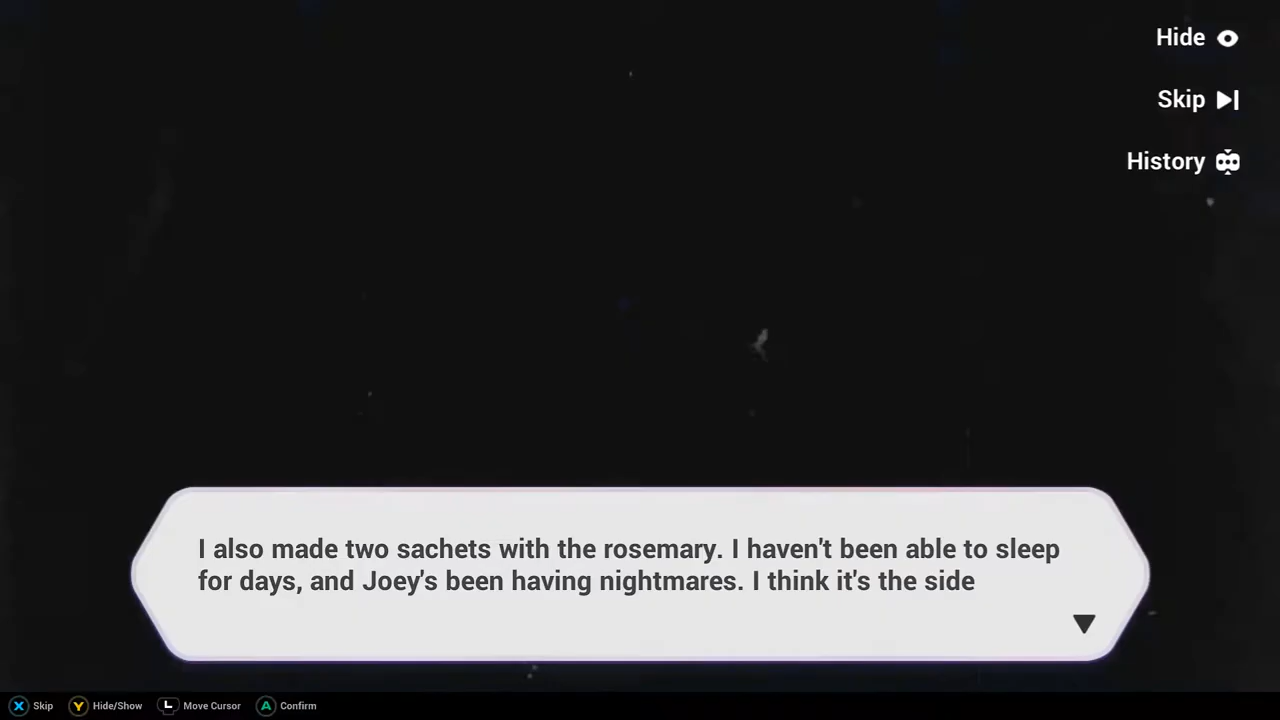 Hide
Skip
History
I also made two sachets with the rosemary. I haven't been able to sleep
for days, and Joey's been having nightmares. I think it's the side
X Skip Y Hide/Show L Move Cursor A Confirm